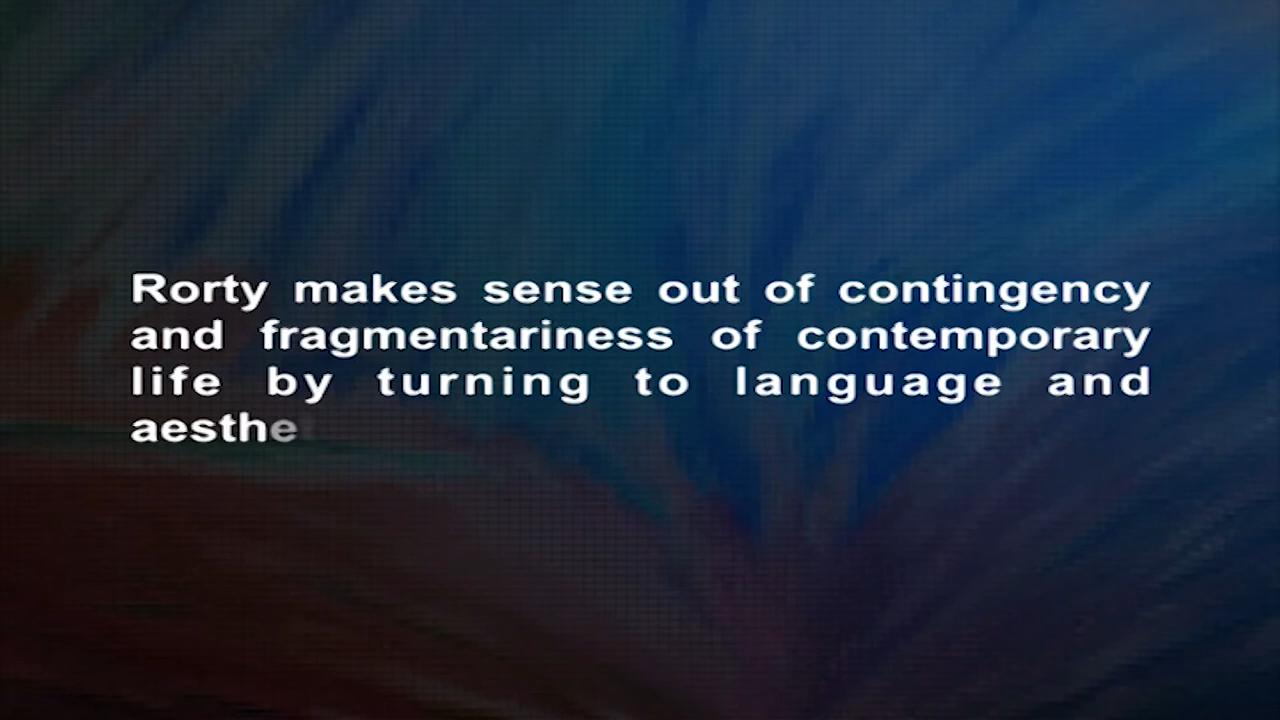 Rorty makes sense out of contingency
and fragmentariness of contemporary
life by turning to language and
aesthe